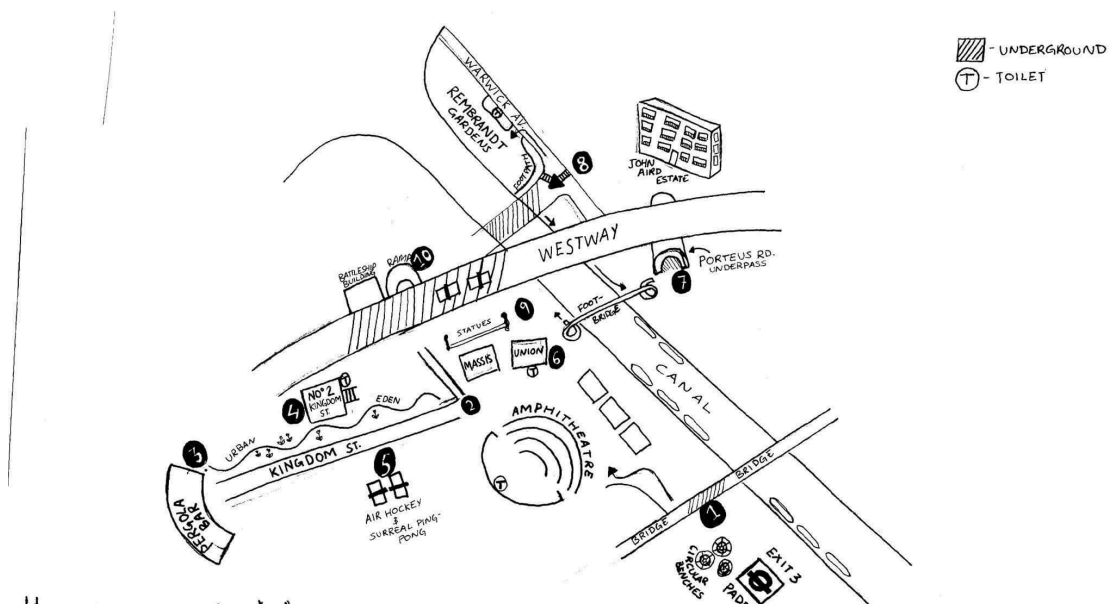 - UNDERGROUND
T - TOILET
WARWICK AV.
T
REMBRANDT
GARDENS
FOOTPATH
8
JOHN
AIRD
ESTATE
WESTWAY
PORTEUS RD.
UNDERPASS
7
BATTLESHIP
BUILDING
RAMP
10
FOOT-
BRIDGE
9
STATUES
MASSIS
UNION
6
T
CANAL
NO° 2
KINGDOM
ST.
T
4
2
URBAN
EDEN
KINGDOM ST.
AMPHITHEATRE
T
3
PERGOLA
BAR
5
AIR HOCKEY
&
SURREAL PING-
PONG
BRIDGE
BRIDGE
1
CIRCULAR
BENCHES
EXIT 3